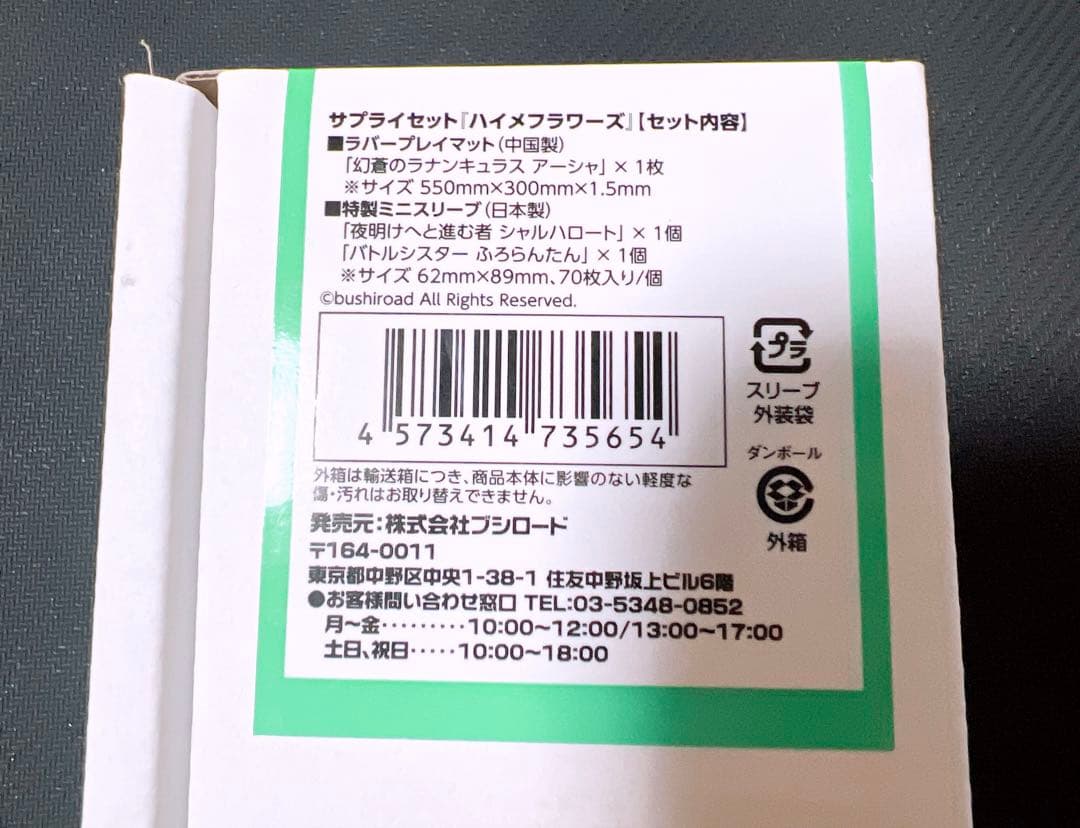 サプライセット『ハイメフラワーズ』【セット内容】
■ラバープレイマット（中国製）
「幻蒼のラナンキュラス アーシャ」×1枚
※サイズ 550mm×300mm×1.5mm
■特製ミニスリーブ（日本製）
「夜明けへと進む者 シャルハロート」×1個
「バトルシスター ふろらんたん」×1個
※サイズ 62mm×89mm、70枚入り/個
©bushiroad All Rights Reserved.
4 573414 735654
プラ
スリーブ
外装袋
ダンボール
外箱
外箱は輸送箱につき、商品本体に影響のない軽度な
傷・汚れはお取り替えできません。
発売元：株式会社ブシロード
〒164-0011
東京都中野区中央1-38-1 住友中野坂上ビル6階
●お客様問い合わせ窓口 TEL:03-5348-0852
月～金‥‥‥‥‥10:00～12:00/13:00～17:00
土日、祝日‥‥‥10:00～18:00